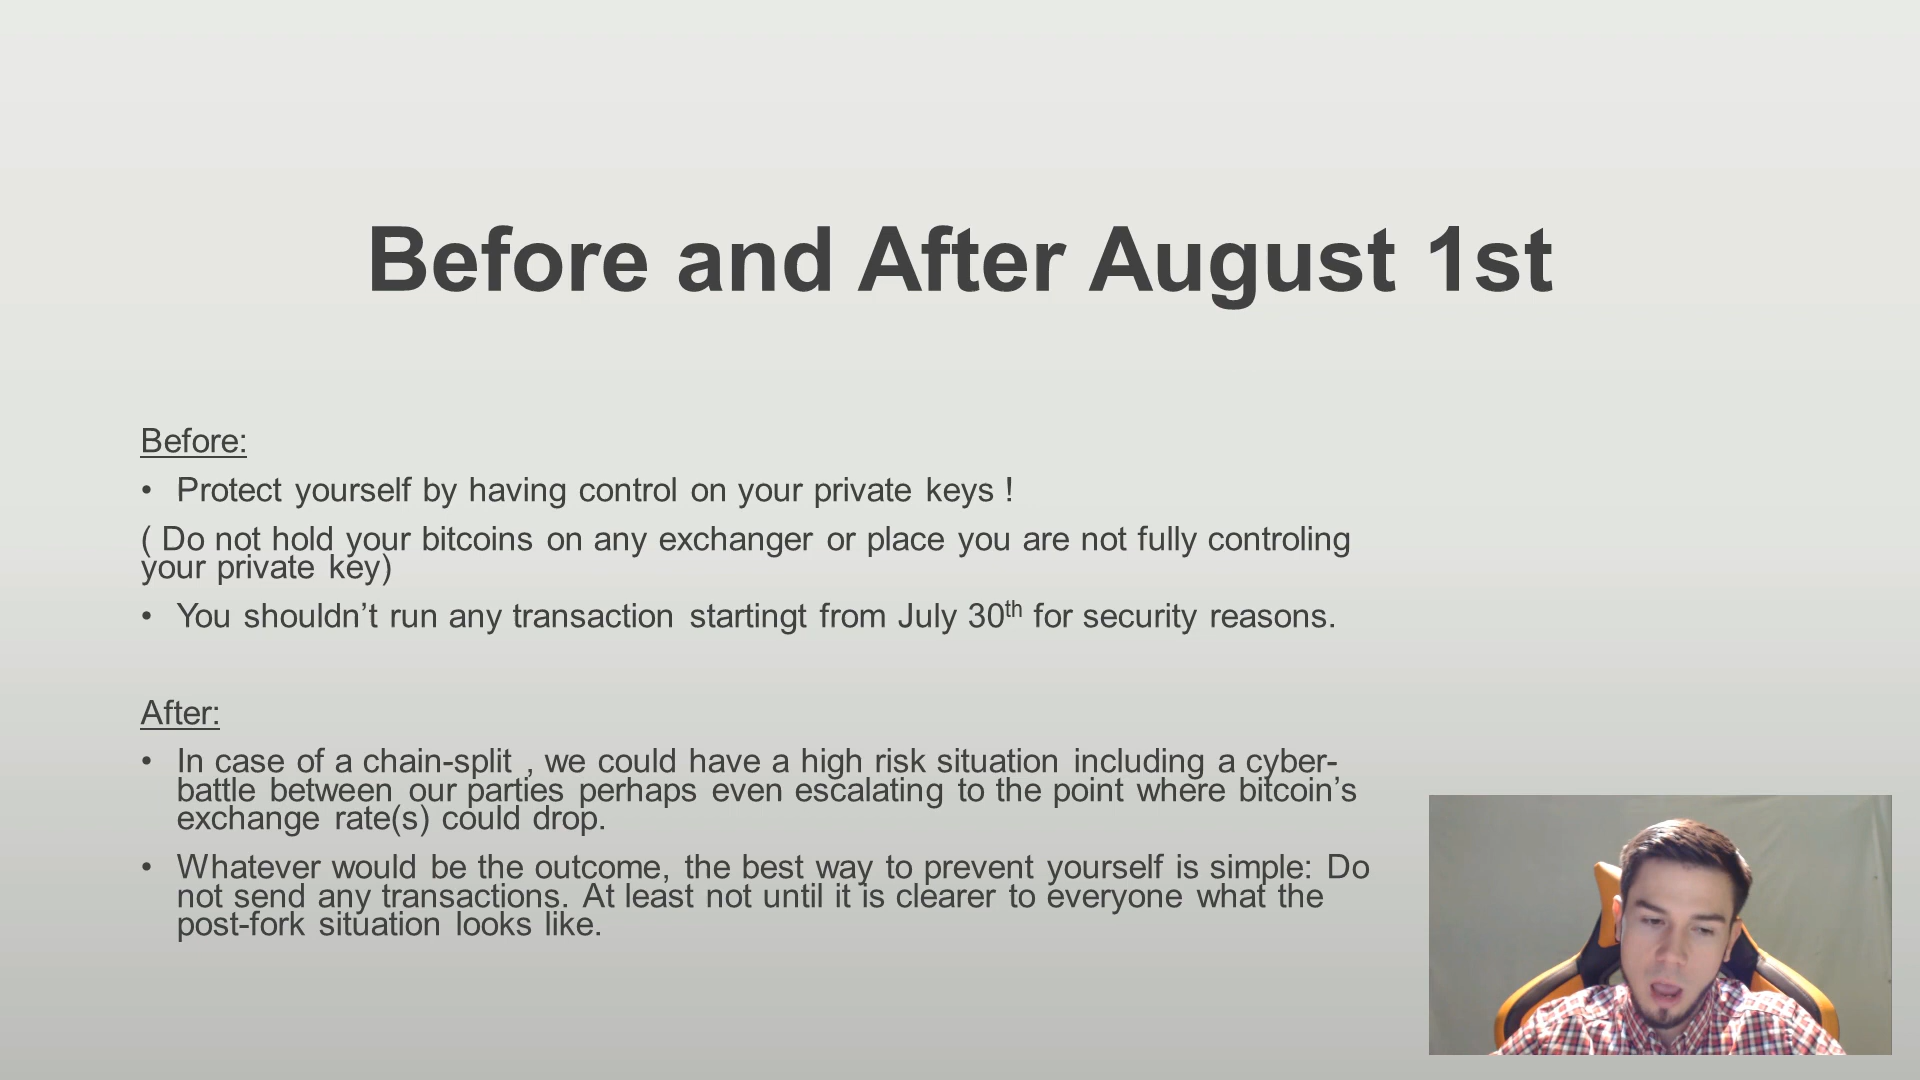 Before and After August 1st
Before:
• Protect yourself by having control on your private keys !
( Do not hold your bitcoins on any exchanger or place you are not fully controling
your private key)
• You shouldn’t run any transaction startingt from July 30th for security reasons.
After:
• In case of a chain-split , we could have a high risk situation including a cyber-
battle between our parties perhaps even escalating to the point where bitcoin’s
exchange rate(s) could drop.
• Whatever would be the outcome, the best way to prevent yourself is simple: Do
not send any transactions. At least not until it is clearer to everyone what the
post-fork situation looks like.